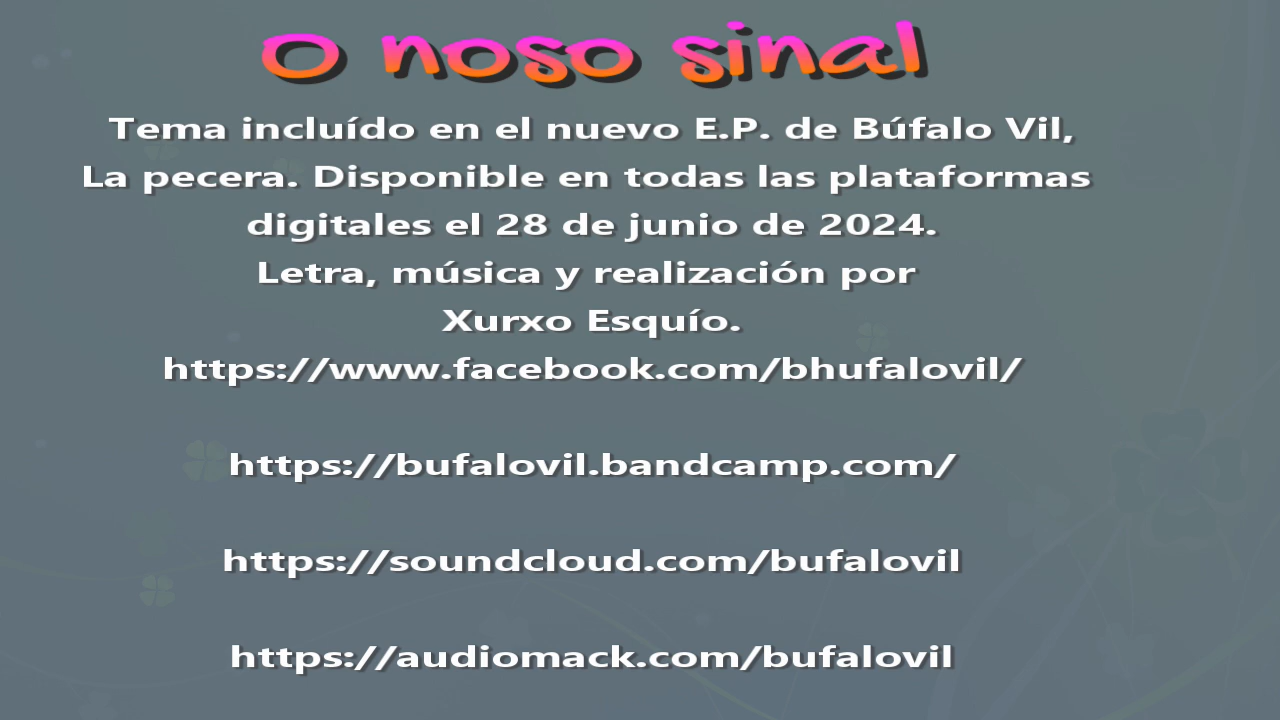 O noso sinal
Tema incluído en el nuevo E.P. de Búfalo Vil,
La pecera. Disponible en todas las plataformas
digitales el 28 de junio de 2024.
Letra, música y realización por
Xurxo Esquío.
https://www.facebook.com/bhufalovil/
https://bufalovil.bandcamp.com/
https://soundcloud.com/bufalovil
https://audiomack.com/bufalovil